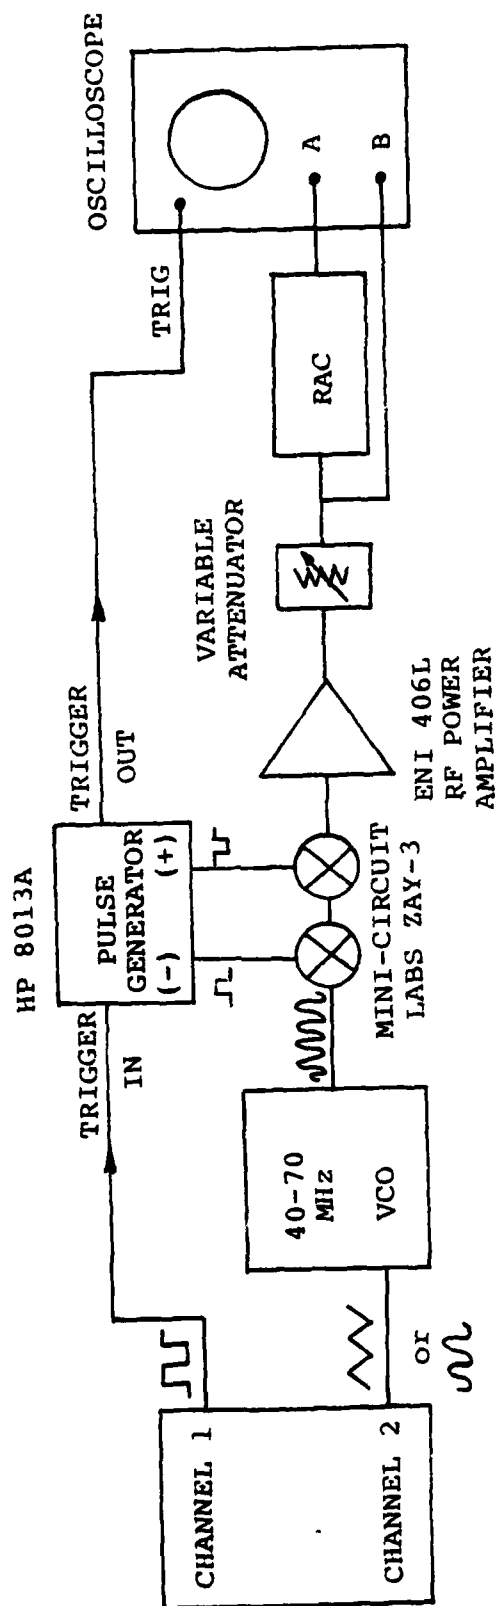 CHANNEL 1
CHANNEL 2
or
40-70
MHz
VCO
TRIGGER
IN
HP 8013A
PULSE
GENERATOR
(-) (+)
TRIGGER
OUT
MINI-CIRCUIT
LABS ZAY-3
ENI 406L
RF POWER
AMPLIFIER
VARIABLE
ATTENUATOR
RAC
TRIG
OSCILLOSCOPE
A
B